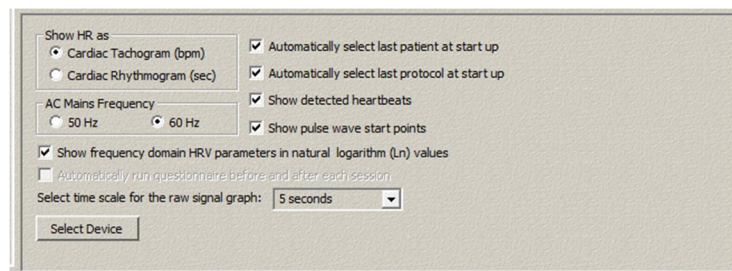 Show HR as
Cardiac Tachogram (bpm)
Cardiac Rhythmogram (sec)
Automatically select last patient at start up
Automatically select last protocol at start up
AC Mains Frequency
50 Hz
60 Hz
Show detected heartbeats
Show pulse wave start points
Show frequency domain HRV parameters in natural logarithm (Ln) values
Automatically run questionnaire before and after each session
Select time scale for the raw signal graph:
5 seconds
Select Device